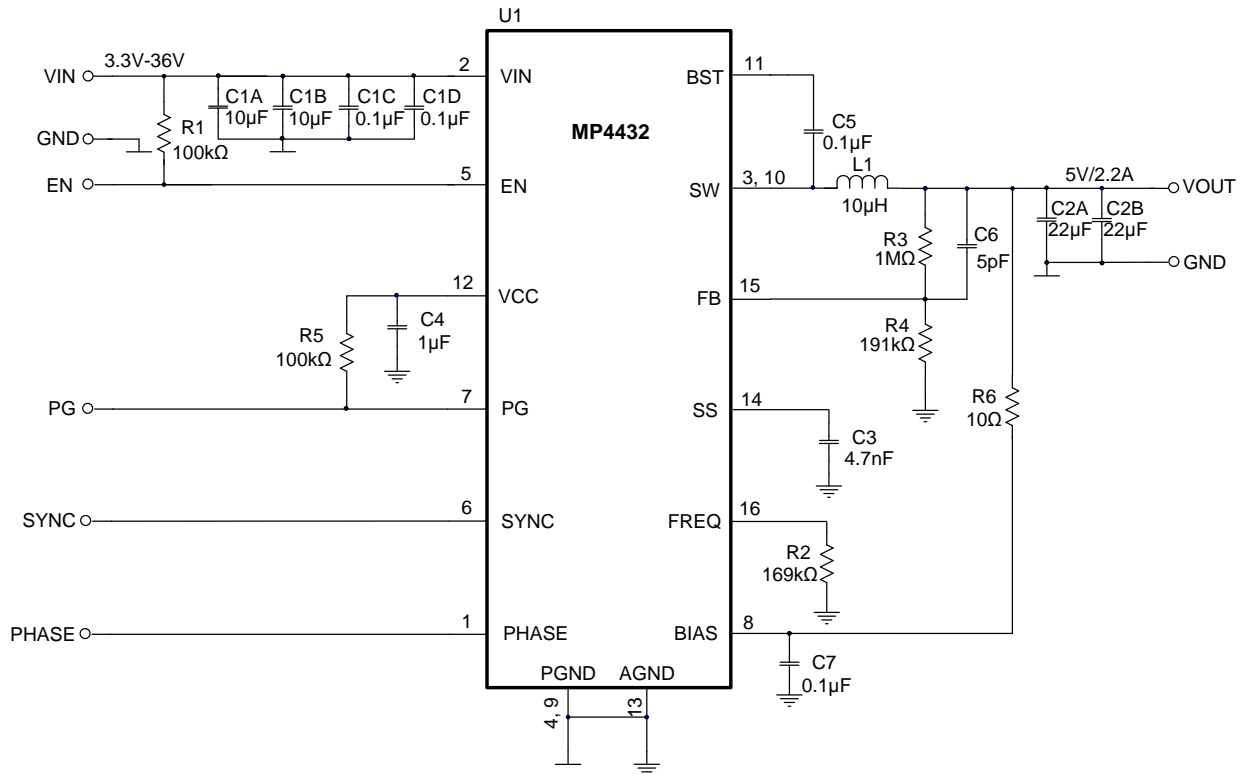 U1
MP4432
VIN
3.3V-36V
2
VIN
C1A
10µF
C1B
10µF
C1C
0.1µF
C1D
0.1µF
GND
R1
100kΩ
EN
5
EN
12
VCC
C4
1µF
R5
100kΩ
PG
7
PG
SYNC
6
SYNC
PHASE
1
PHASE
PGND
AGND
4, 9
13
BST
11
C5
0.1µF
SW
3, 10
L1
10µH
5V/2.2A
VOUT
C2A
22µF
C2B
22µF
GND
R3
1MΩ
C6
5pF
FB
15
R4
191kΩ
SS
14
C3
4.7nF
R6
10Ω
FREQ
16
R2
169kΩ
BIAS
8
C7
0.1µF